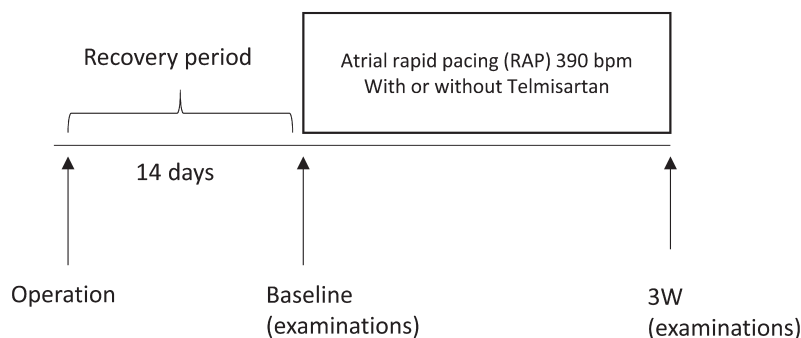 Recovery period
Atrial rapid pacing (RAP) 390 bpm
With or without Telmisartan
14 days
Operation
Baseline
(examinations)
3W
(examinations)